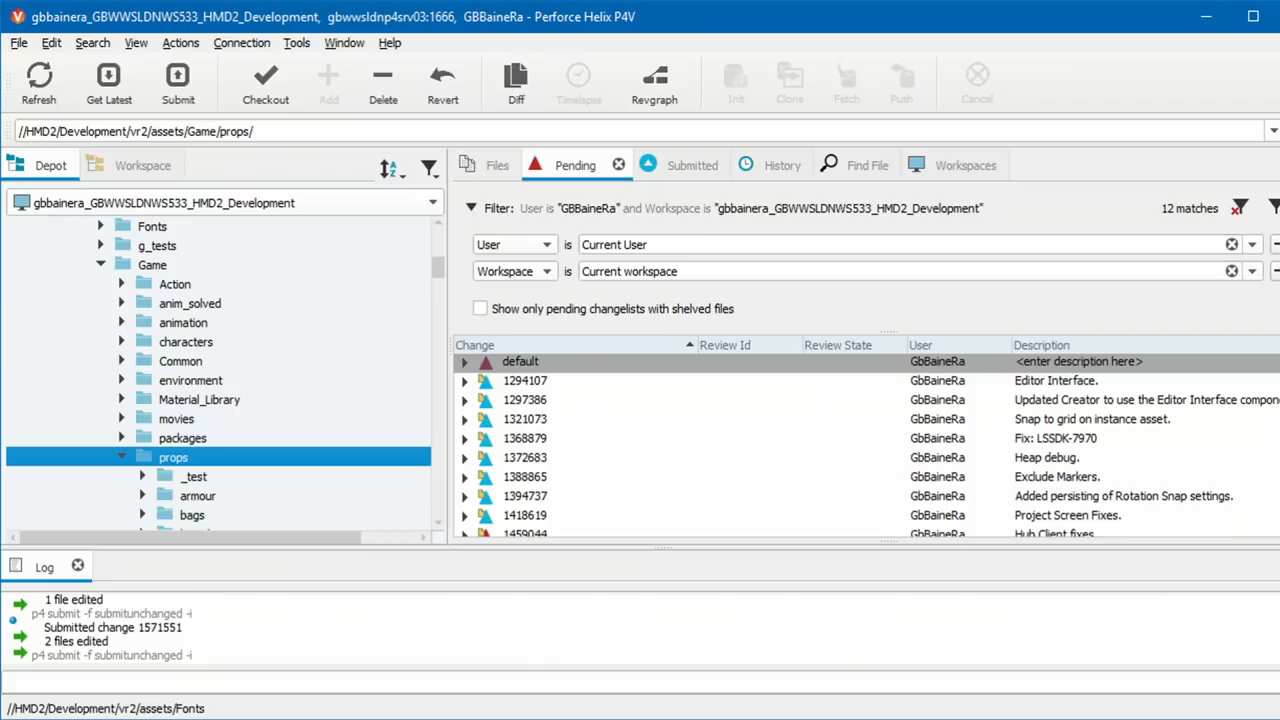 gbbainera_GBWWSLDNWS533_HMD2_Development, gbwwsldnp4srv03:1666, GBBaineRa - Perforce Helix P4V
File Edit Search View Actions Connection Tools Window Help
Refresh Get Latest Submit Checkout Add Delete Revert Diff Timelapse Revgraph Init Clone Fetch Push Cancel
//HMD2/Development/vr2/assets/Game/props/
Depot Workspace
Files Pending Submitted History Find File Workspaces
gbbainera_GBWWSLDNWS533_HMD2_Development
Fonts
g_tests
Game
Action
anim_solved
animation
characters
Common
environment
Material_Library
movies
packages
props
_test
armour
bags
Filter: User is "GBBaineRa" and Workspace is "gbbainera_GBWWSLDNWS533_HMD2_Development"
12 matches
User is Current User
Workspace is Current workspace
Show only pending changelists with shelved files
Change Review Id Review State User Description
default GbBaineRa <enter description here>
1294107 GbBaineRa Editor Interface.
1297386 GbBaineRa Updated Creator to use the Editor Interface compone
1321073 GbBaineRa Snap to grid on instance asset.
1368879 GbBaineRa Fix: LSSDK-7970
1372683 GbBaineRa Heap debug.
1388865 GbBaineRa Exclude Markers.
1394737 GbBaineRa Added persisting of Rotation Snap settings.
1418619 GbBaineRa Project Screen Fixes.
1459044 GbBaineRa Hub Client fixes
Log
1 file edited
p4 submit -f submitunchanged -i
Submitted change 1571551
2 files edited
p4 submit -f submitunchanged -i
//HMD2/Development/vr2/assets/Fonts